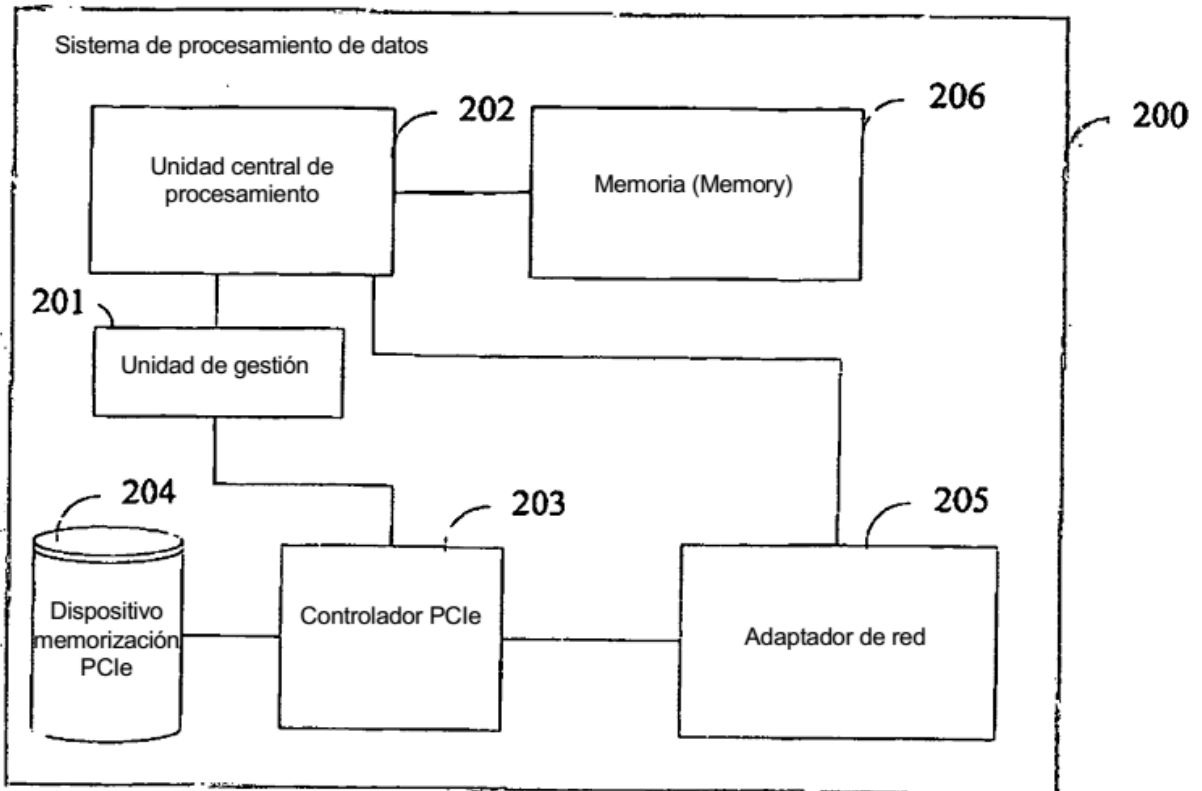 Sistema de procesamiento de datos
202
206
200
Unidad central de
procesamiento
Memoria (Memory)
201
Unidad de gestión
204
203
205
Dispositivo
memorización
PCIe
Controlador PCIe
Adaptador de red